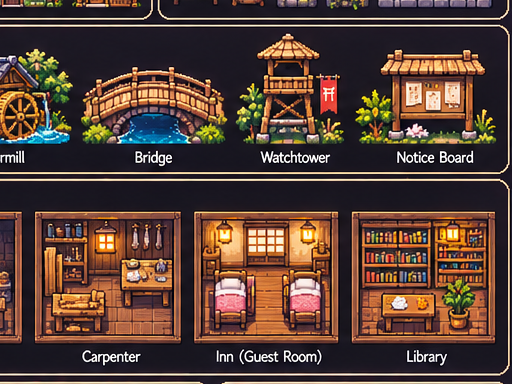 rmill
Bridge
Watchtower
Notice Board
Carpenter
Inn (Guest Room)
Library